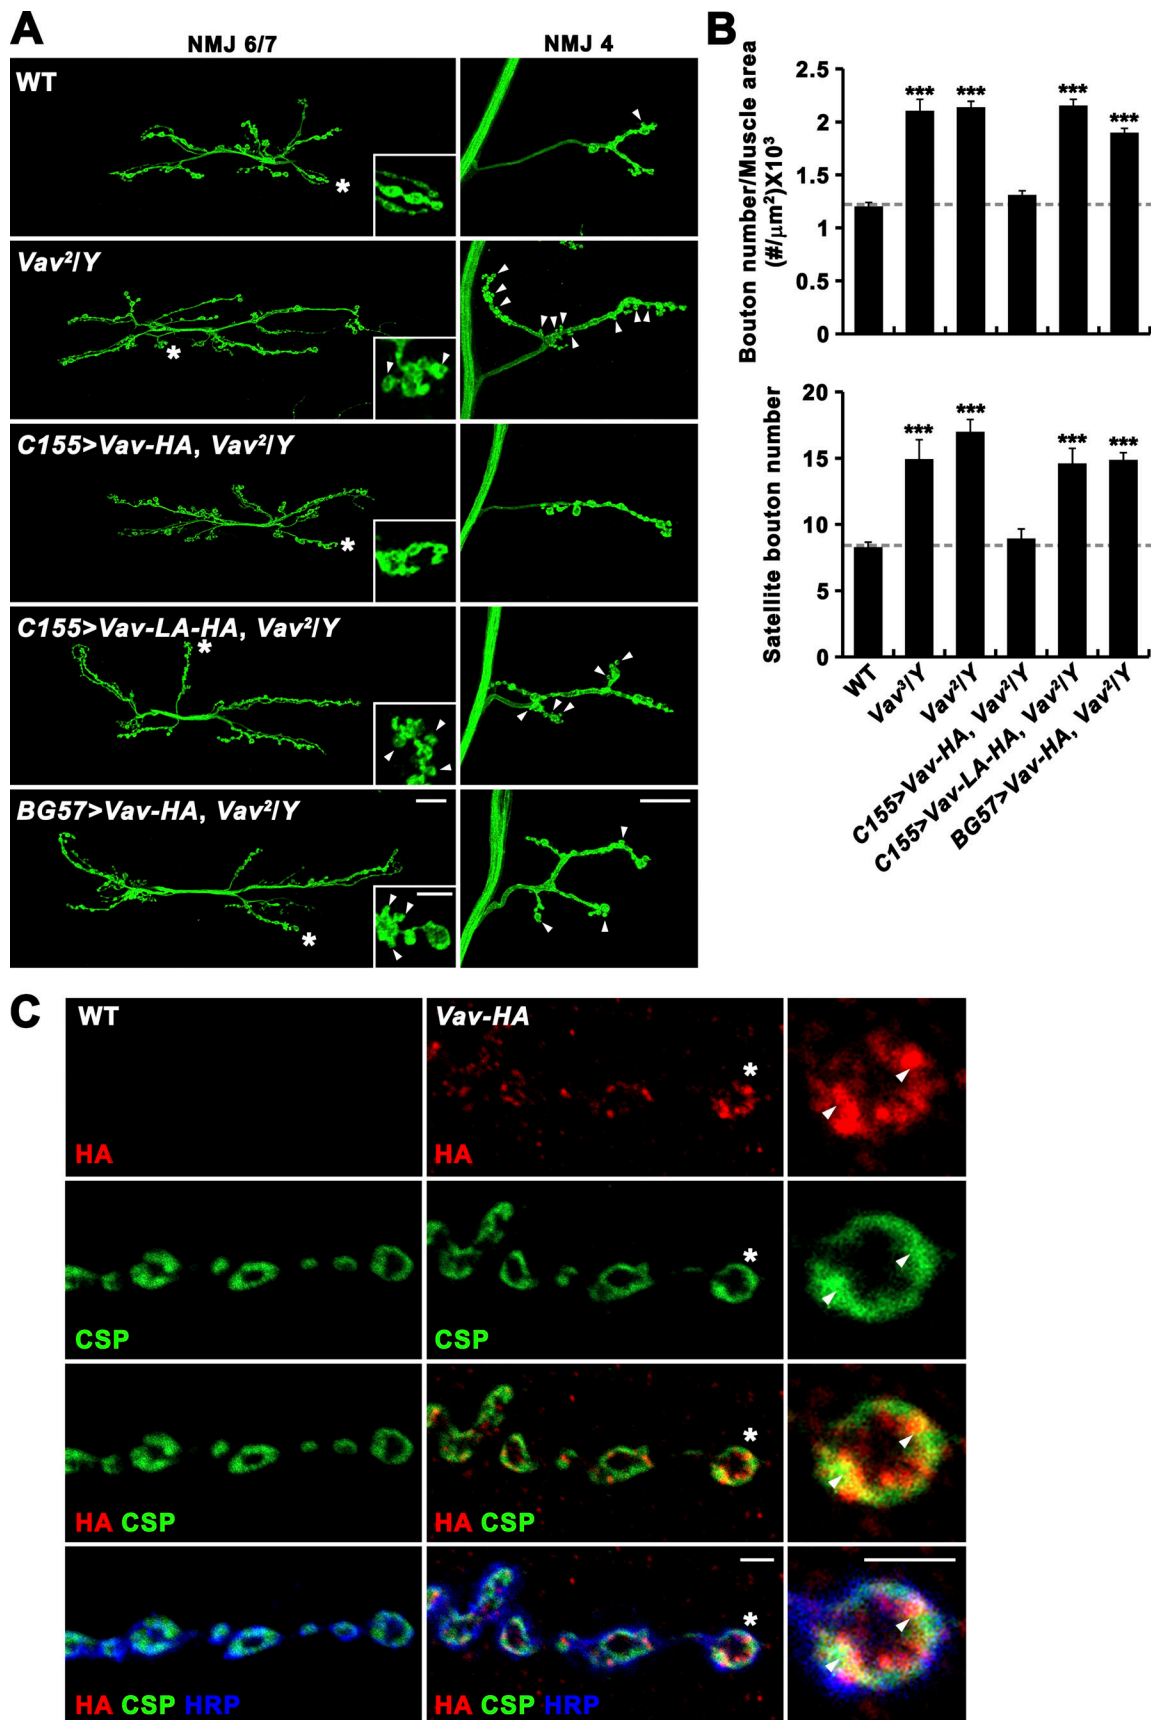 A
NMJ 6/7
NMJ 4
WT
Vav²/Y
C155>Vav-HA, Vav²/Y
C155>Vav-LA-HA, Vav²/Y
BG57>Vav-HA, Vav²/Y
*
*
*
*
*
B
Bouton number/Muscle area
(#/μm²)X10³
2.5
2
1.5
1
0.5
0
***
***
***
***
Satellite bouton number
20
15
10
5
0
***
***
***
***
WT
Vav³/Y
Vav²/Y
C155>Vav-HA, Vav²/Y
C155>Vav-LA-HA, Vav²/Y
BG57>Vav-HA, Vav²/Y
C
WT
Vav-HA
*
HA
HA
*
CSP
CSP
*
HA CSP
HA CSP
*
HA CSP HRP
HA CSP HRP